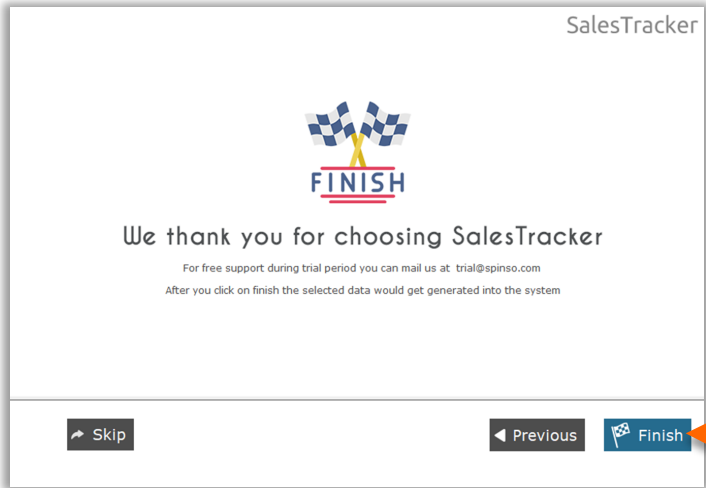 SalesTracker
FINISH
We thank you for choosing SalesTracker
For free support during trial period you can mail us at trial@spinso.com
After you click on finish the selected data would get generated into the system
Skip
Previous
Finish